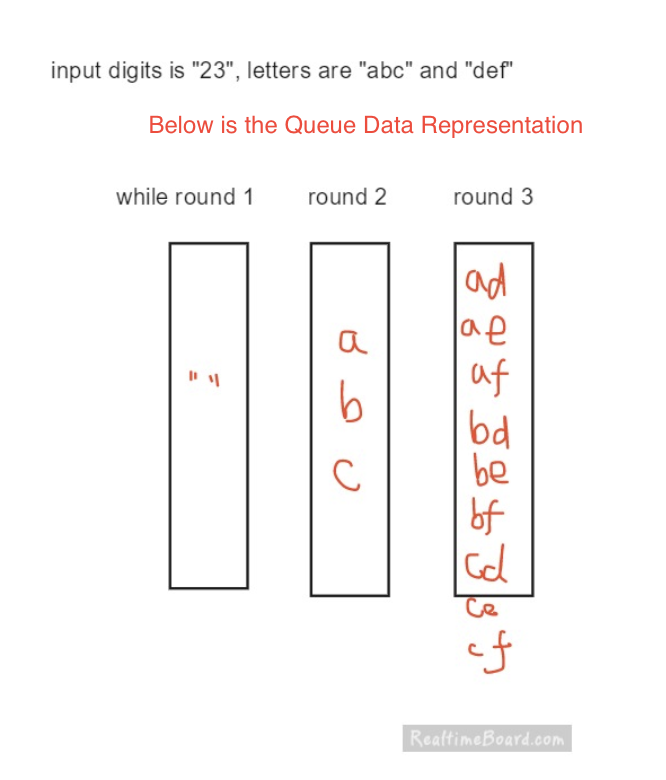 input digits is "23", letters are "abc" and "def"
Below is the Queue Data Representation
while round 1 round 2 round 3
" "
a
b
c
ad
ae
af
bd
be
bf
cd
ce
cf
RealtimeBoard.com